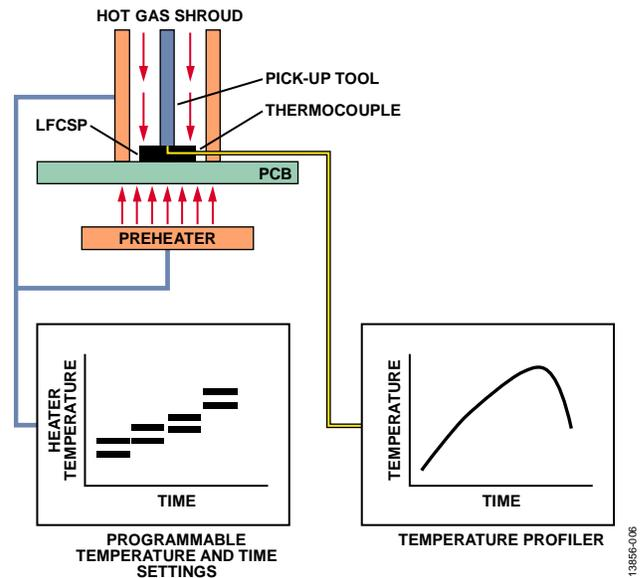 HOT GAS SHROUD
PICK-UP TOOL
THERMOCOUPLE
LFCSP
PCB
PREHEATER
HEATER
TEMPERATURE
TIME
PROGRAMMABLE
TEMPERATURE AND TIME
SETTINGS
TEMPERATURE
TIME
TEMPERATURE PROFILER
13856-006